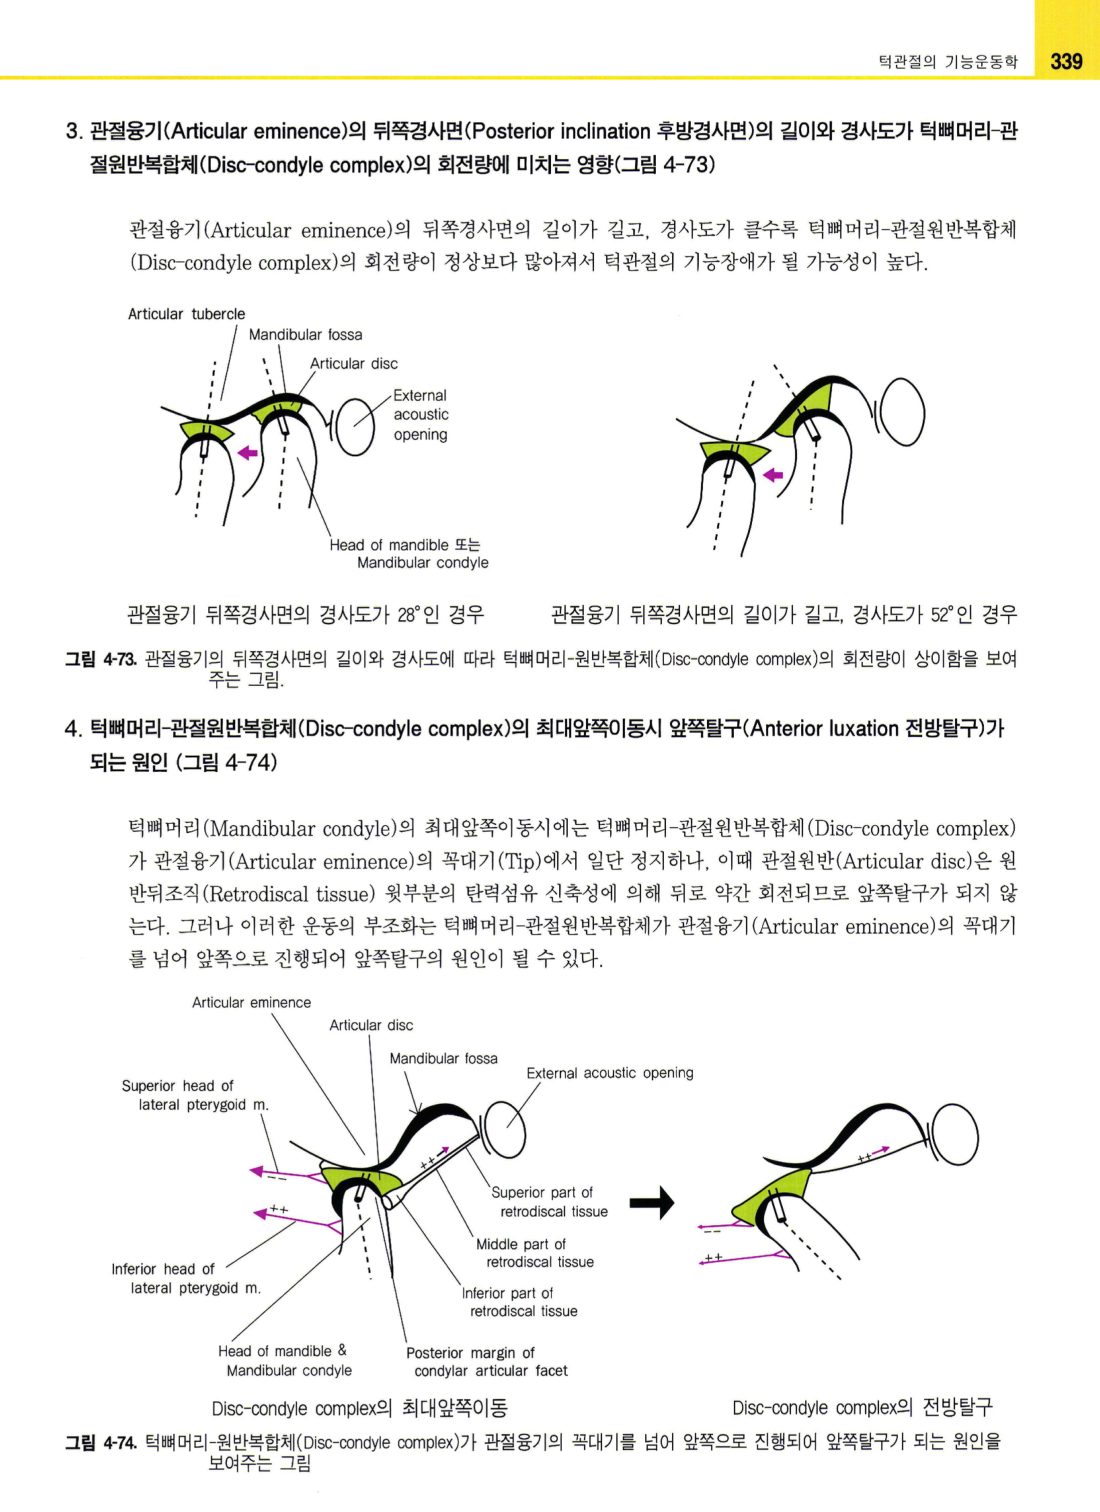 턱관절의 기능운동학 339
3. 관절융기(Articular eminence)의 뒤쪽경사면(Posterior inclination 후방경사면)의 길이와 경사도가 턱뼈머리-관
절원반복합체(Disc-condyle complex)의 회전량에 미치는 영향(그림 4-73)
관절융기(Articular eminence)의 뒤쪽경사면의 길이가 길고, 경사도가 클수록 턱뼈머리-관절원반복합체
(Disc-condyle complex)의 회전량이 정상보다 많아져서 턱관절의 기능장애가 될 가능성이 높다.
Articular tubercle
Mandibular fossa
Articular disc
External
acoustic
opening
Head of mandible 또는
Mandibular condyle
관절융기 뒤쪽경사면의 경사도가 28°인 경우
관절융기 뒤쪽경사면의 길이가 길고, 경사도가 52°인 경우
그림 4-73. 관절융기의 뒤쪽경사면의 길이와 경사도에 따라 턱뼈머리-원반복합체(Disc-condyle complex)의 회전량이 상이함을 보여
주는 그림.
4. 턱뼈머리-관절원반복합체(Disc-condyle complex)의 최대앞쪽이동시 앞쪽탈구(Anterior luxation 전방탈구)가
되는 원인 (그림 4-74)
턱뼈머리(Mandibular condyle)의 최대앞쪽이동시에는 턱뼈머리-관절원반복합체(Disc-condyle complex)
가 관절융기(Articular eminence)의 꼭대기(Tip)에서 일단 정지하나, 이때 관절원반(Articular disc)은 원
반뒤조직(Retrodiscal tissue) 윗부분의 탄력섬유 신축성에 의해 뒤로 약간 회전되므로 앞쪽탈구가 되지 않
는다. 그러나 이러한 운동의 부조화는 턱뼈머리-관절원반복합체가 관절융기(Articular eminence)의 꼭대기
를 넘어 앞쪽으로 진행되어 앞쪽탈구의 원인이 될 수 있다.
Articular eminence
Articular disc
Mandibular fossa
External acoustic opening
Superior head of
lateral pterygoid m.
++
++
--
++
Superior part of
retrodiscal tissue
Middle part of
retrodiscal tissue
Inferior head of
lateral pterygoid m.
Inferior part of
retrodiscal tissue
--
++
Head of mandible &
Mandibular condyle
Posterior margin of
condylar articular facet
Disc-condyle complex의 최대앞쪽이동
Disc-condyle complex의 전방탈구
그림 4-74. 턱뼈머리-원반복합체(Disc-condyle complex)가 관절융기의 꼭대기를 넘어 앞쪽으로 진행되어 앞쪽탈구가 되는 원인을
보여주는 그림